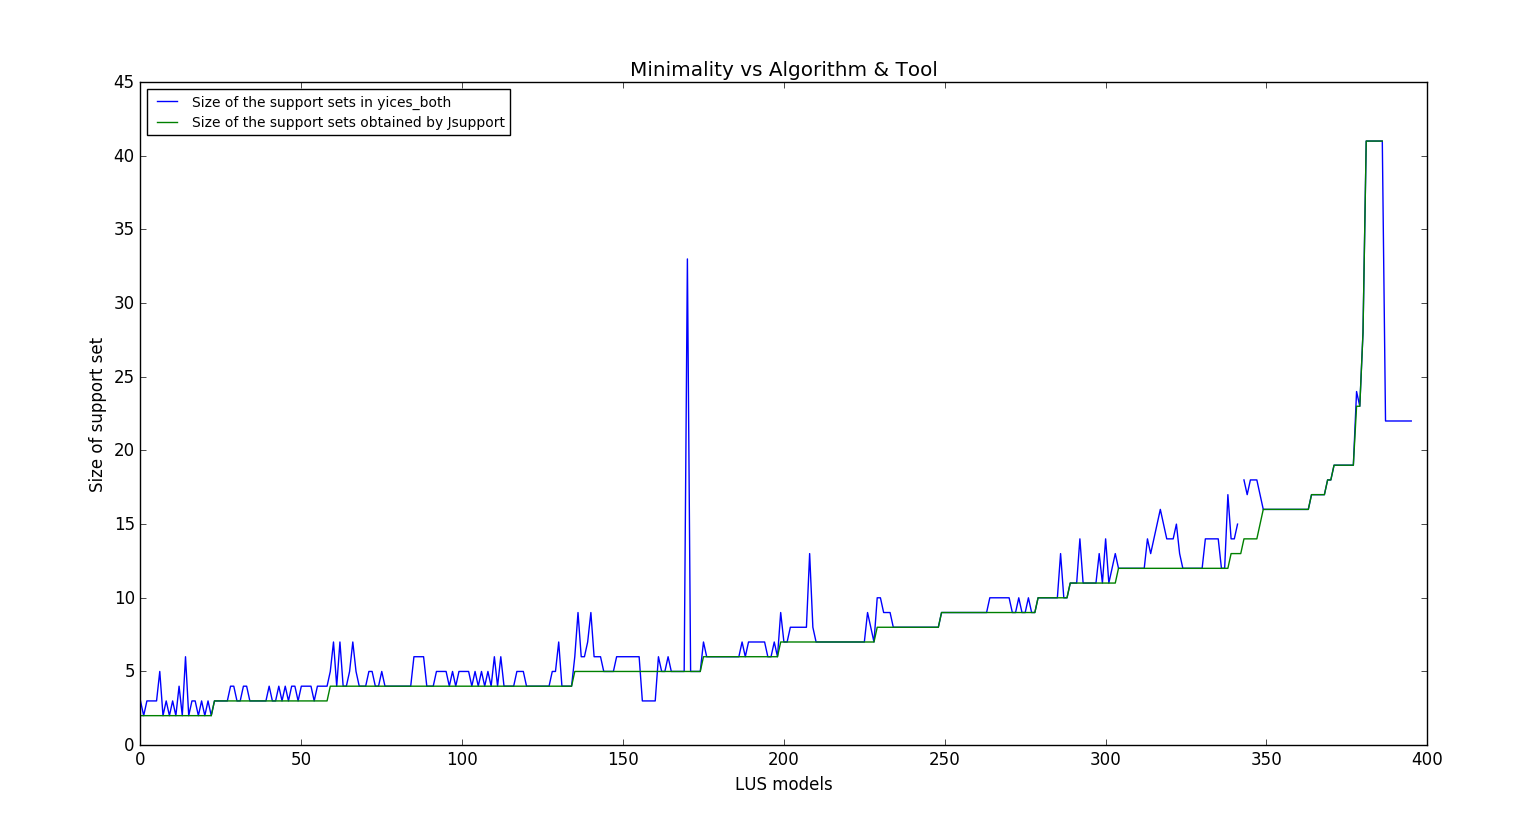 Minimality vs Algorithm & Tool
45
40
35
30
25
20
15
10
5
0
Size of the support sets in yices_both
Size of the support sets obtained by Jsupport
Size of support set
0 50 100 150 200 250 300 350 400
LUS models